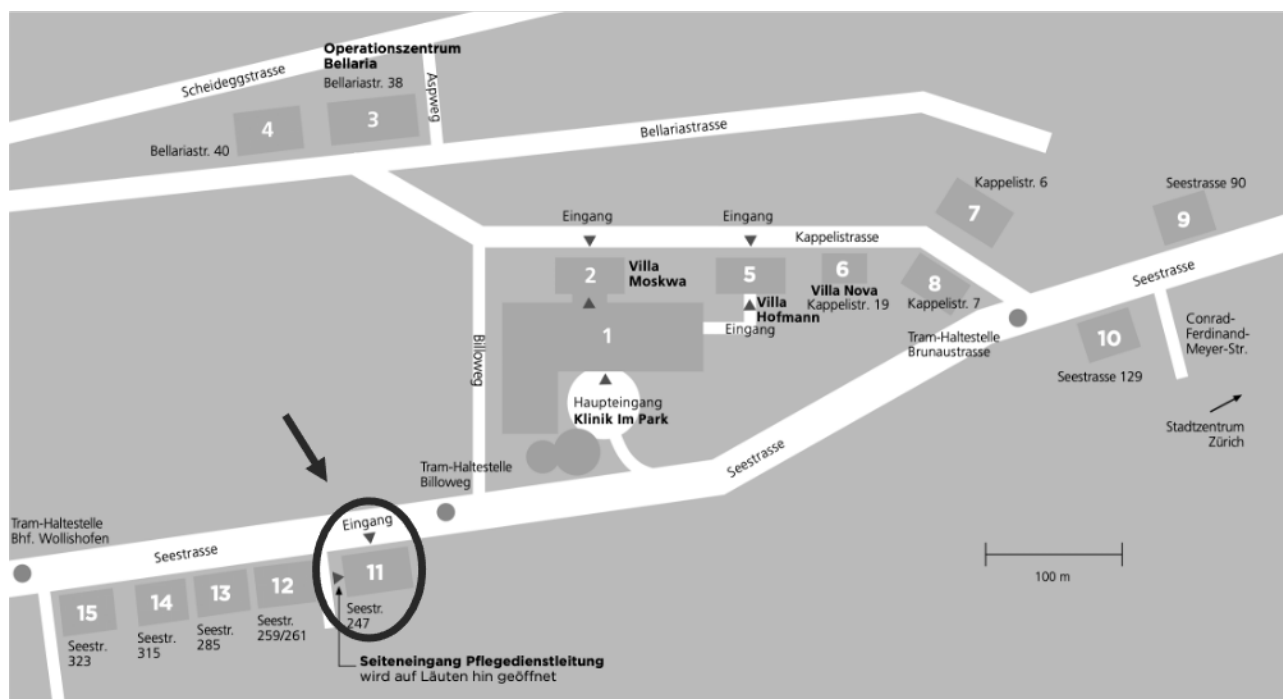 Operationszentrum
Bellaria
Bellariastr. 38
Scheideggstrasse
Aspweg
4
3
Bellariastr. 40
Bellariastrasse
Kappelistr. 6
7
Seestrasse 90
9
Eingang
Eingang
Kappelistrasse
Seestrasse
2
Villa
Moskwa
5
6
Villa Nova
Kappelistr. 19
8
Kappelistr. 7
Villa
Hofmann
Eingang
1
Billoweg
Tram-Haltestelle
Brunaustrasse
10
Seestrasse 129
Conrad-
Ferdinand-
Meyer-Str.
Stadtzentrum
Zürich
Haupteingang
Klinik Im Park
Seestrasse
Tram-Haltestelle
Billoweg
Tram-Haltestelle
Bhf. Wollishofen
Seestrasse
Eingang
11
Seestr.
247
12
Seestr.
259/261
13
Seestr.
285
14
Seestr.
315
15
Seestr.
323
100 m
Seiteneingang Pflegedienstleitung
wird auf Läuten hin geöffnet